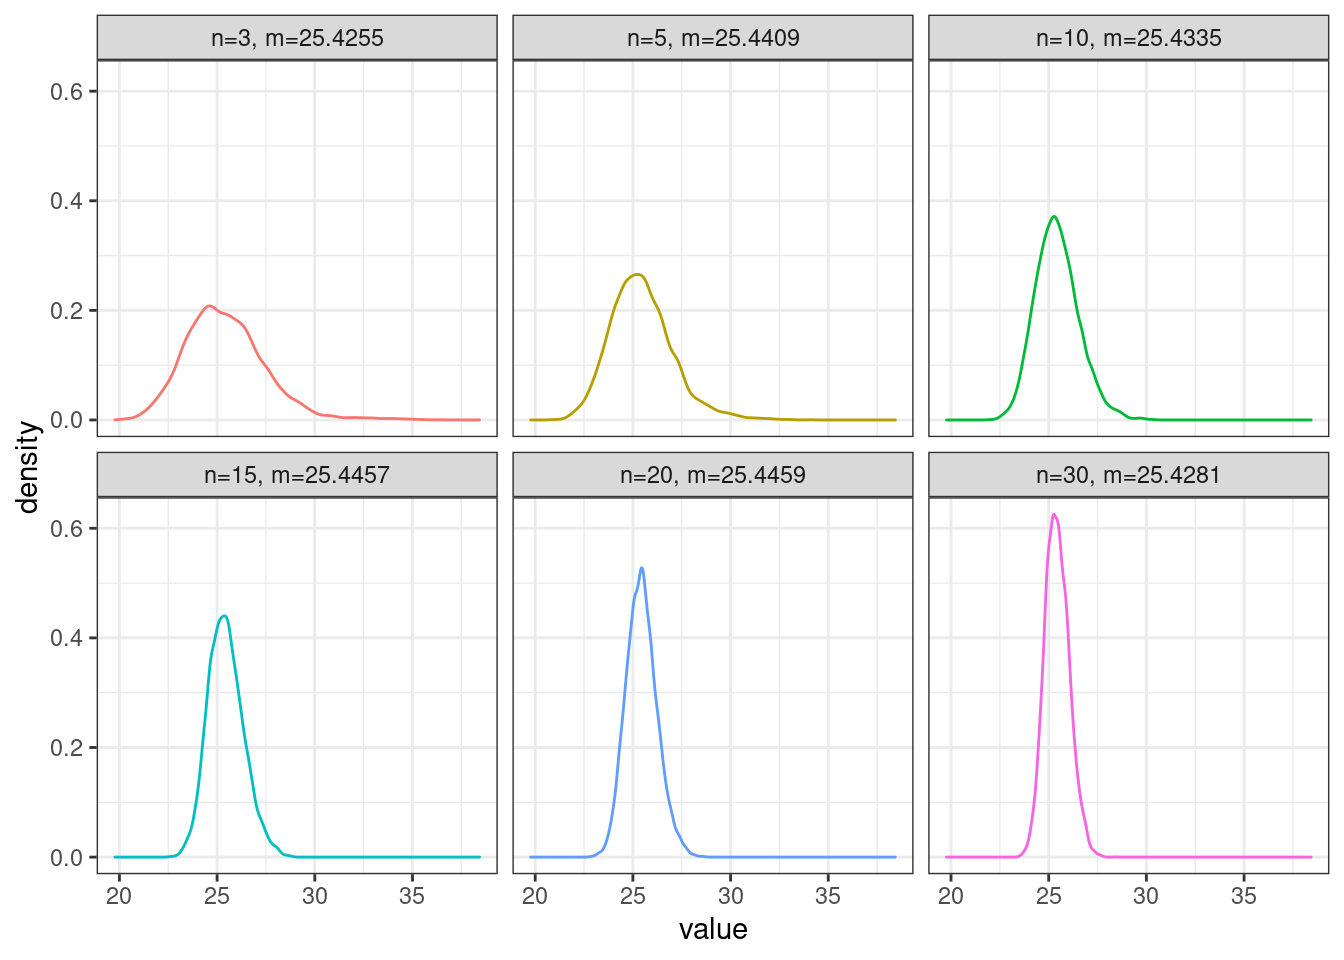 n=3, m=25.4255
n=5, m=25.4409
n=10, m=25.4335
0.6
0.4
0.2
0.0
density
n=15, m=25.4457
n=20, m=25.4459
n=30, m=25.4281
0.6
0.4
0.2
0.0
20 25 30 35
20 25 30 35
20 25 30 35
value